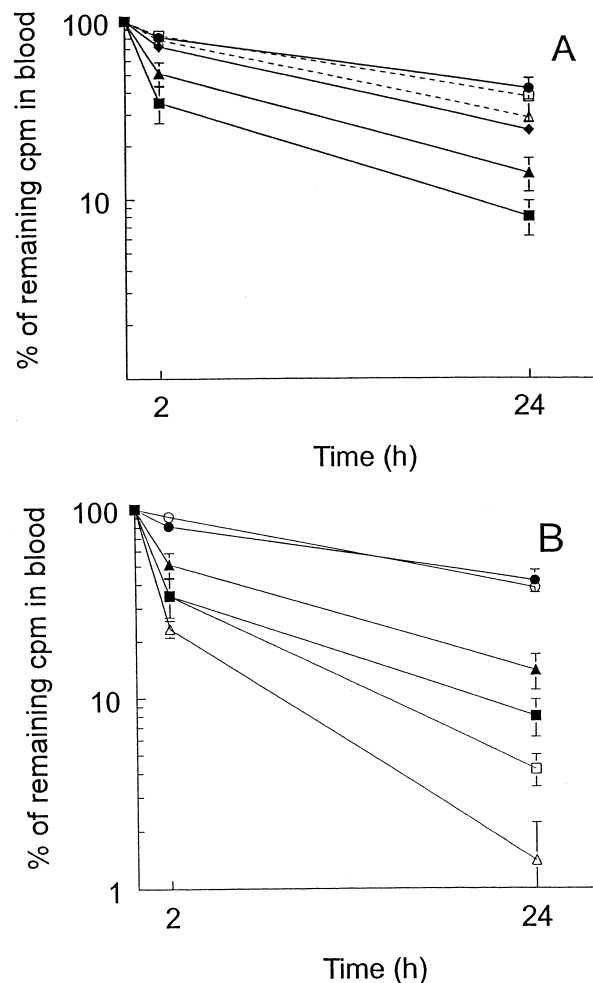 100
A
10
% of remaining cpm in blood
2
24
Time (h)
100
B
10
% of remaining cpm in blood
1
2
24
Time (h)